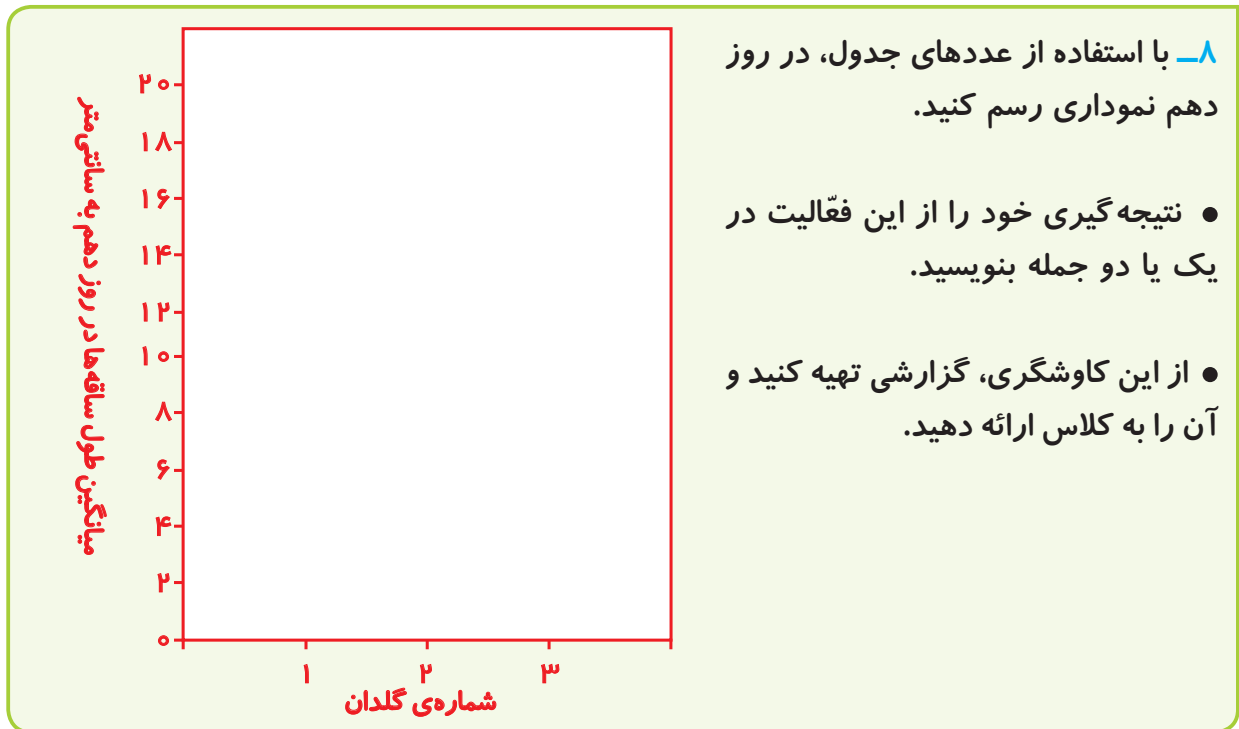 ۸ــ با استفاده از عددهای جدول، در روز
دهم نموداری رسم کنید.
● نتیجه‌گیری خود را از این فعّالیت در
یک یا دو جمله بنویسید.
● از این کاوشگری، گزارشی تهیه کنید و
آن را به کلاس ارائه دهید.
میانگین طول ساقه‌ها در روز دهم به سانتی‌متر
۲۰
۱۸
۱۶
۱۴
۱۲
۱۰
۸
۶
۴
۲
۰
۱ ۲ ۳
شماره‌ی گلدان